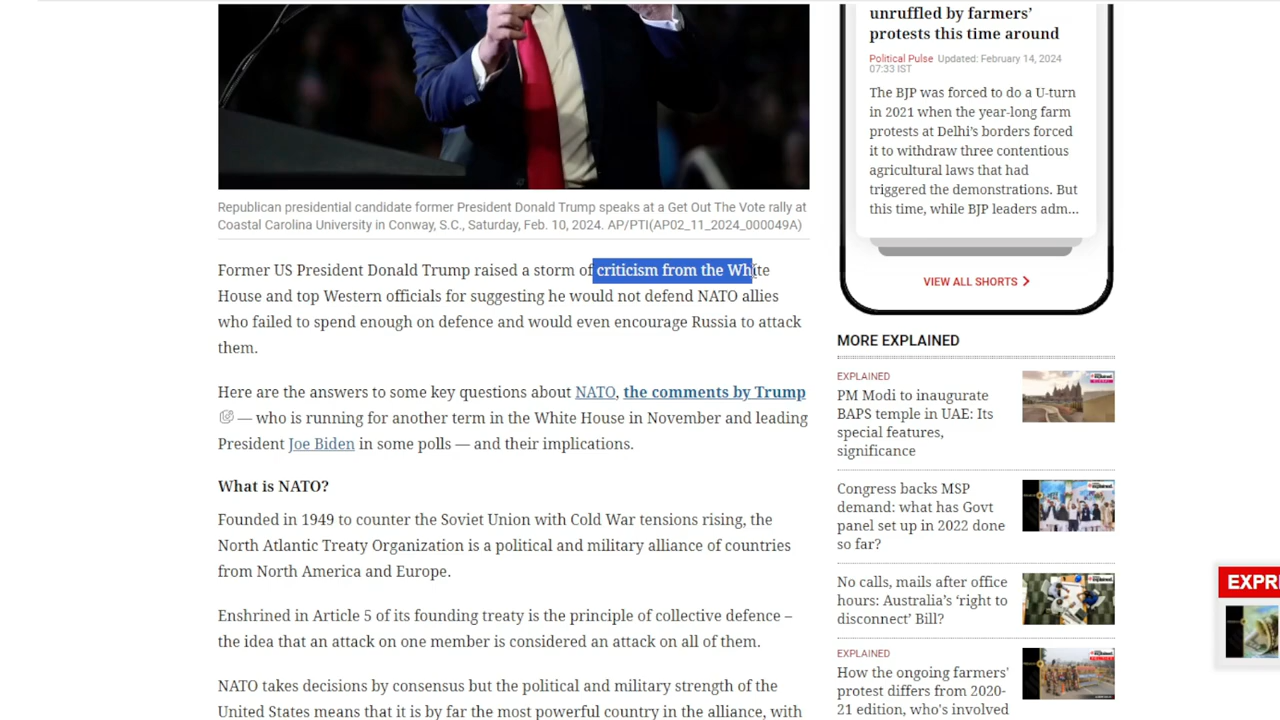 Republican presidential candidate former President Donald Trump speaks at a Get Out The Vote rally at
Coastal Carolina University in Conway, S.C., Saturday, Feb. 10, 2024. AP/PTI(AP02_11_2024_000049A)
Former US President Donald Trump raised a storm of criticism from the White
House and top Western officials for suggesting he would not defend NATO allies
who failed to spend enough on defence and would even encourage Russia to attack
them.
Here are the answers to some key questions about NATO, the comments by Trump
— who is running for another term in the White House in November and leading
President Joe Biden in some polls — and their implications.
What is NATO?
Founded in 1949 to counter the Soviet Union with Cold War tensions rising, the
North Atlantic Treaty Organization is a political and military alliance of countries
from North America and Europe.
Enshrined in Article 5 of its founding treaty is the principle of collective defence –
the idea that an attack on one member is considered an attack on all of them.
NATO takes decisions by consensus but the political and military strength of the
United States means that it is by far the most powerful country in the alliance, with
unruffled by farmers’
protests this time around
Political Pulse Updated: February 14, 2024
07:33 IST
The BJP was forced to do a U-turn
in 2021 when the year-long farm
protests at Delhi’s borders forced
it to withdraw three contentious
agricultural laws that had
triggered the demonstrations. But
this time, while BJP leaders adm...
VIEW ALL SHORTS
MORE EXPLAINED
EXPLAINED
PM Modi to inaugurate
BAPS temple in UAE: Its
special features,
significance
Congress backs MSP
demand: what has Govt
panel set up in 2022 done
so far?
No calls, mails after office
hours: Australia’s ‘right to
disconnect’ Bill?
EXPLAINED
How the ongoing farmers'
protest differs from 2020-
21 edition, who's involved
EXPR